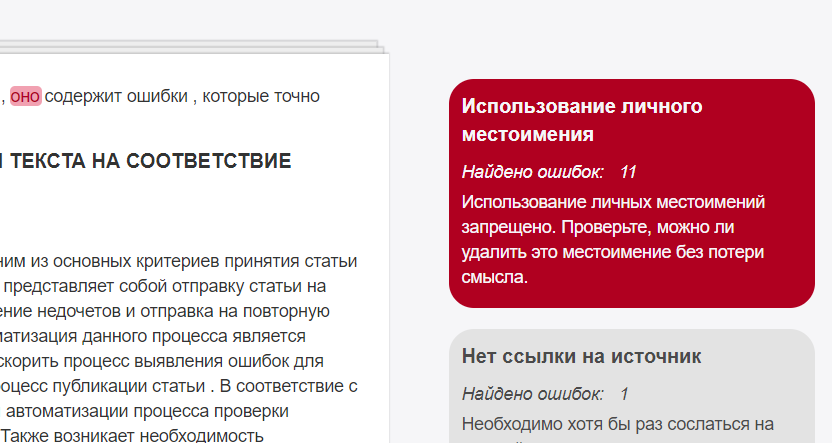 , оно содержит ошибки , которые точно
ТЕКСТА НА СООТВЕТСТВИЕ
ним из основных критериев принятия статьи
представляет собой отправку статьи на
ение недочетов и отправка на повторную
матизация данного процесса является
скорить процесс выявления ошибок для
роцесс публикации статьи . В соответствие с
автоматизации процесса проверки
Также возникает необходимость
Использование личного
местоимения
Найдено ошибок: 11
Использование личных местоимений
запрещено. Проверьте, можно ли
удалить это местоимение без потери
смысла.
Нет ссылки на источник
Найдено ошибок: 1
Необходимо хотя бы раз сослаться на